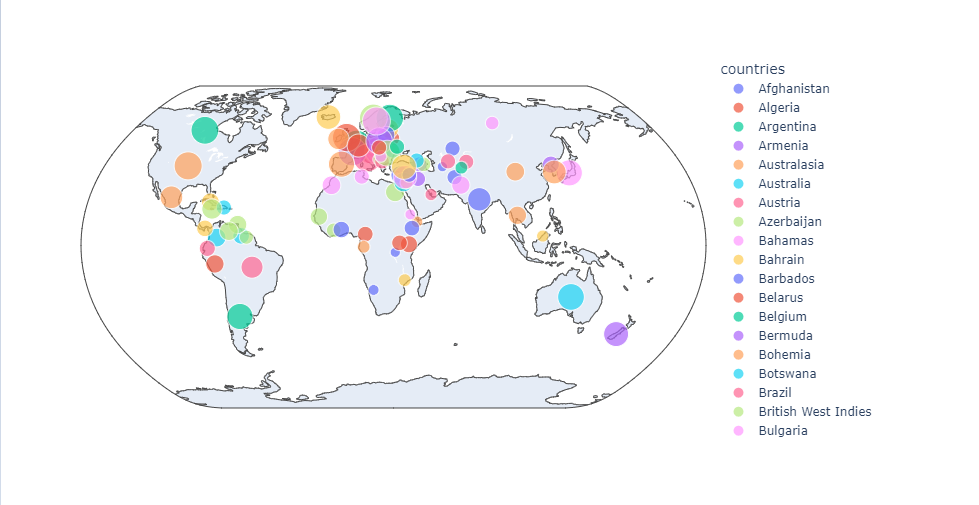 countries
Afghanistan
Algeria
Argentina
Armenia
Australasia
Australia
Austria
Azerbaijan
Bahamas
Bahrain
Barbados
Belarus
Belgium
Bermuda
Bohemia
Botswana
Brazil
British West Indies
Bulgaria